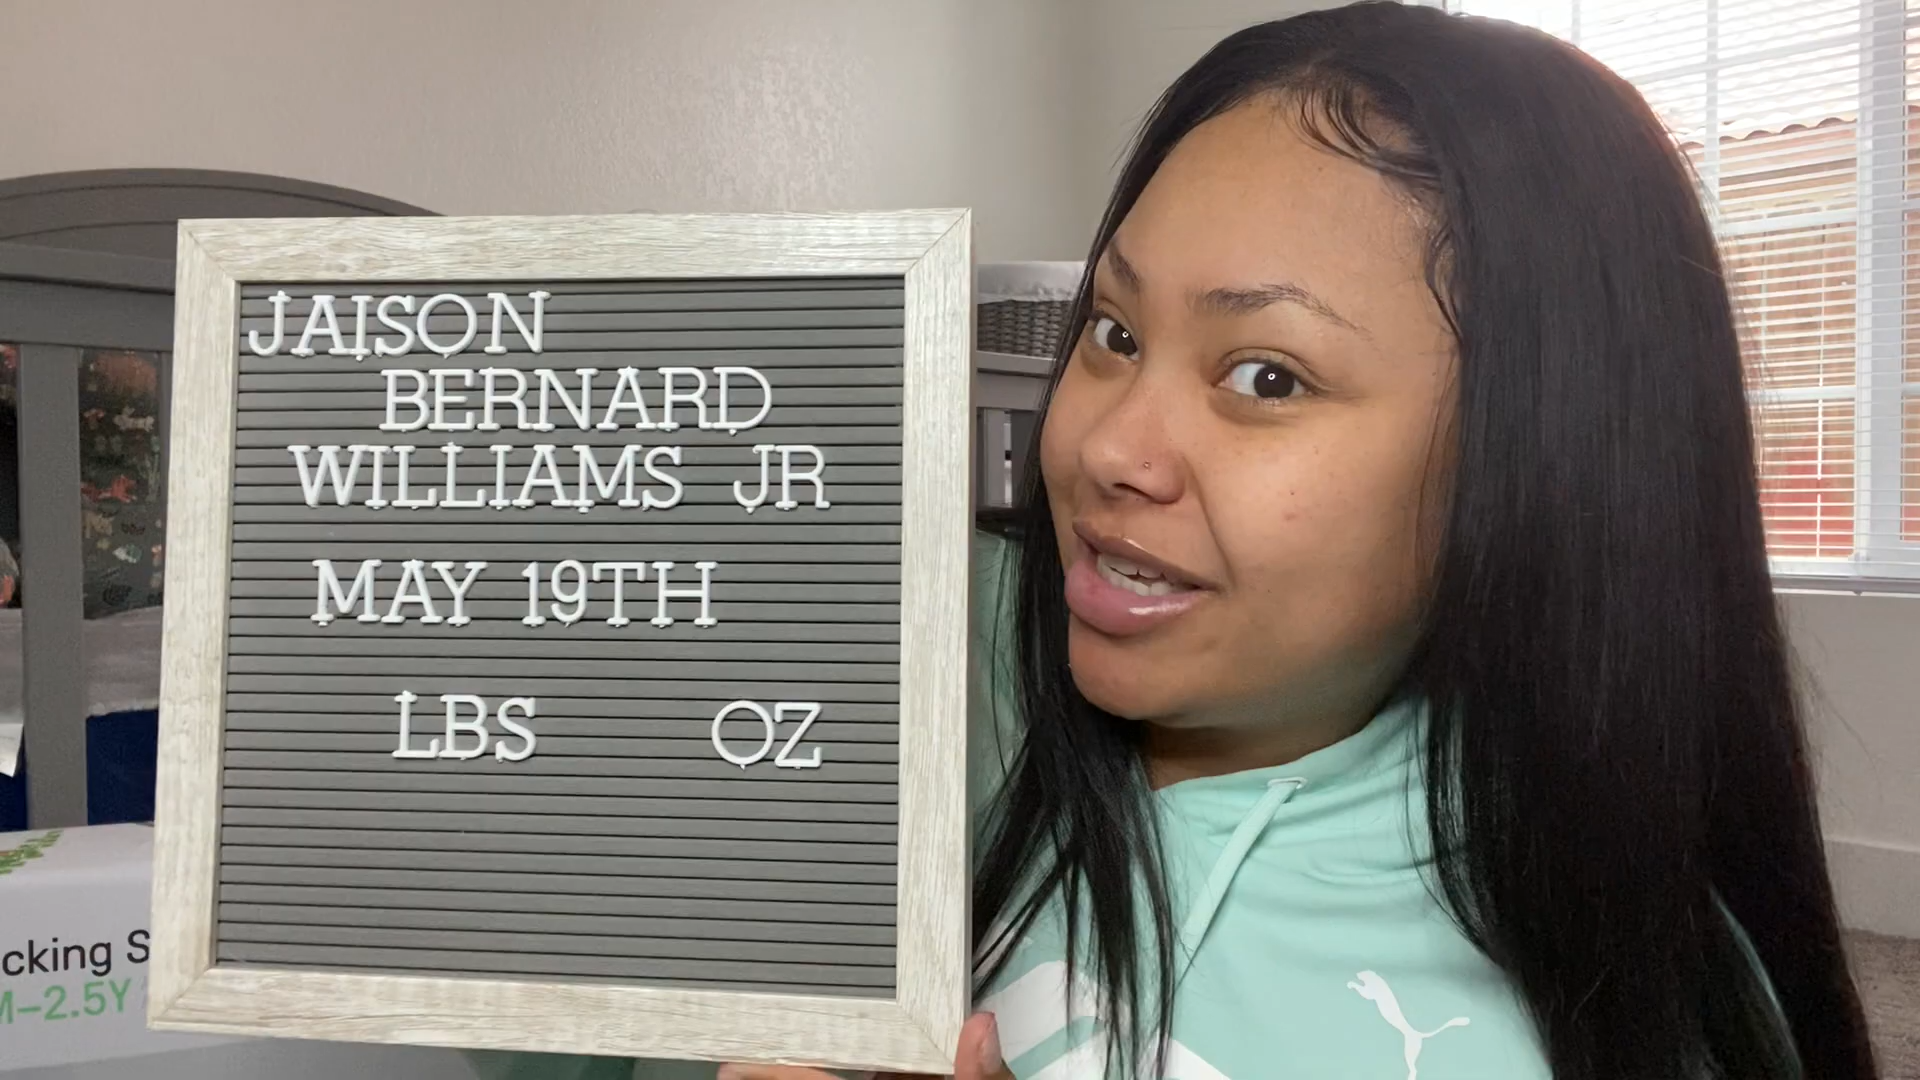 JAISON
BERNARD
WILLIAMS JR
MAY 19TH
LBS OZ
cking S
M-2.5Y